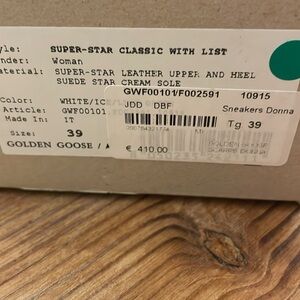 yle: SUPER-STAR CLASSIC WITH LIST
nder: Woman
aterial: SUPER-STAR LEATHER UPPER AND HEEL
SUEDE STAR CREAM SOLE
Color: WHITE/ICE
Article: GWF00101
Made In: IT
Size: 39
GOLDEN GOOSE /
GWF00101/F002591 10915
JDD DBF Sneakers Donna
Tg 39
€ 410.00